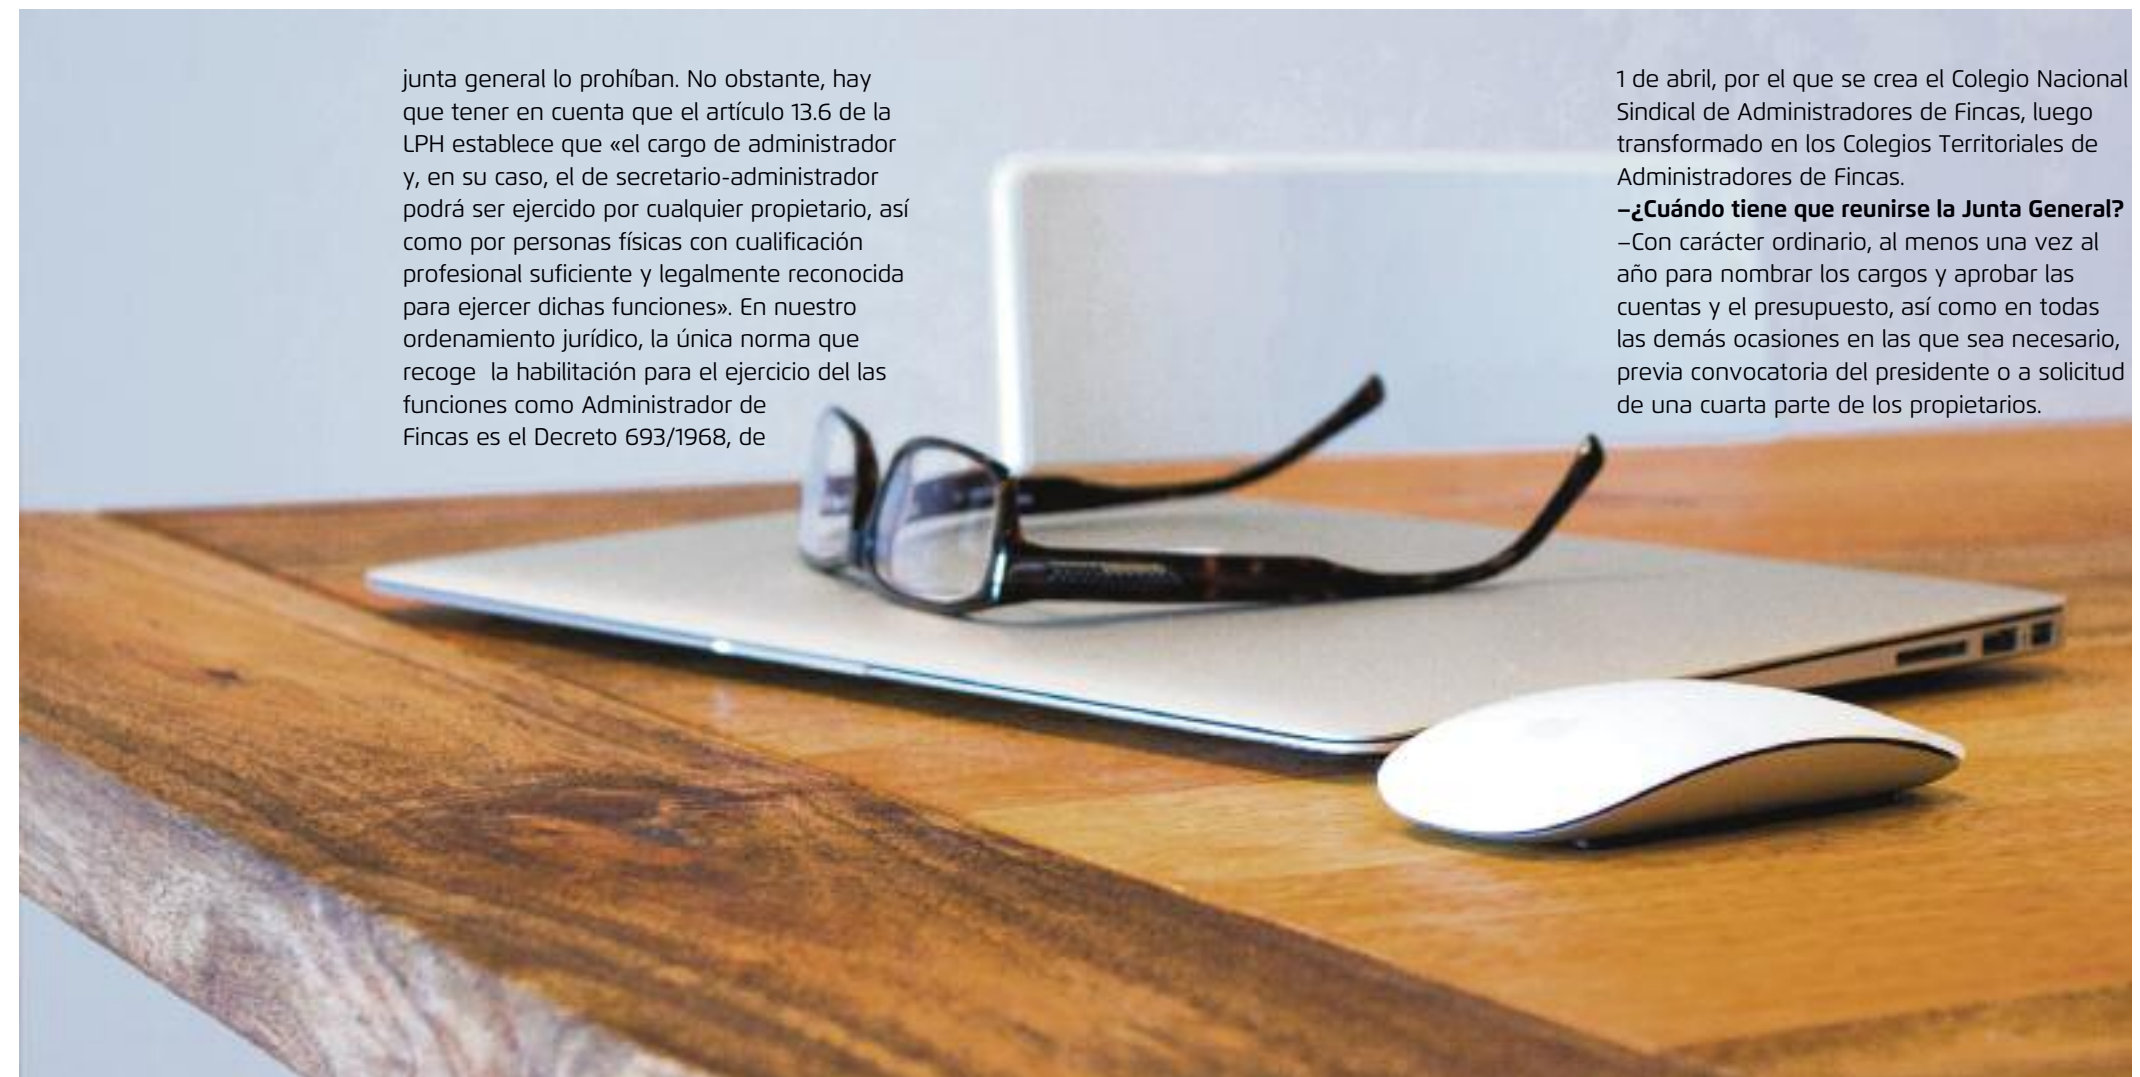 junta general lo prohíban. No obstante, hay
que tener en cuenta que el artículo 13.6 de la
LPH establece que «el cargo de administrador
y, en su caso, el de secretario-administrador
podrá ser ejercido por cualquier propietario, así
como por personas físicas con cualificación
profesional suficiente y legalmente reconocida
para ejercer dichas funciones». En nuestro
ordenamiento jurídico, la única norma que
recoge  la habilitación para el ejercicio del las
funciones como Administrador de
Fincas es el Decreto 693/1968, de
1 de abril, por el que se crea el Colegio Nacional
Sindical de Administradores de Fincas, luego
transformado en los Colegios Territoriales de
Administradores de Fincas.
–¿Cuándo tiene que reunirse la Junta General?
–Con carácter ordinario, al menos una vez al
año para nombrar los cargos y aprobar las
cuentas y el presupuesto, así como en todas
las demás ocasiones en las que sea necesario,
previa convocatoria del presidente o a solicitud
de una cuarta parte de los propietarios.